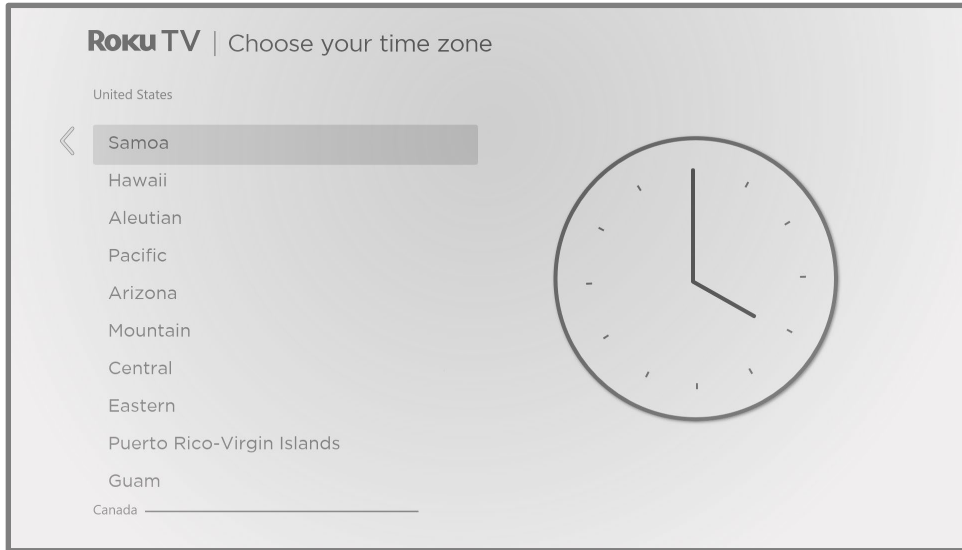 Roku TV | Choose your time zone
United States
Samoa
Hawaii
Aleutian
Pacific
Arizona
Mountain
Central
Eastern
Puerto Rico-Virgin Islands
Guam
Canada